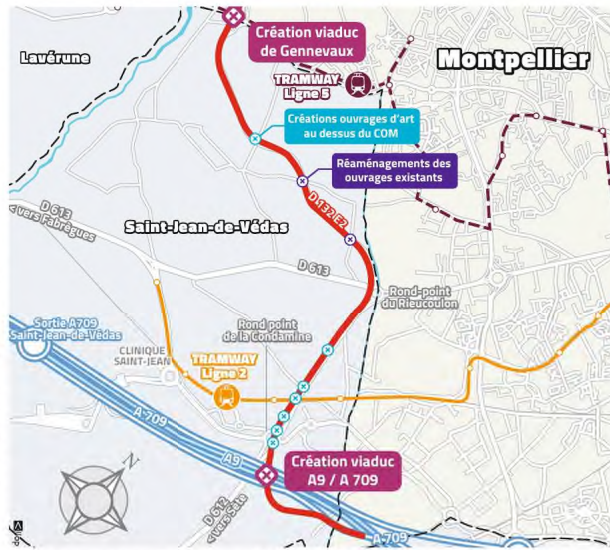 Création viaduc
de Gennevaux
Lavérune
Montpellier
TRAMWAY
Ligne 5
Créations ouvrages d'art
au dessus du COM
Réaménagements des
ouvrages existants
D 132 E2
D 613
vers Fabrègues
Saint-Jean-de-Védas
D 613
Rond-point
du Rieucoulon
Sortie A709
Saint-Jean-de-Védas
Rond point
de la Condamine
CLINIQUE
SAINT-JEAN
TRAMWAY
Ligne 2
A 709
A9
Création viaduc
A9 / A 709
N
D 612
vers Sète
A 709